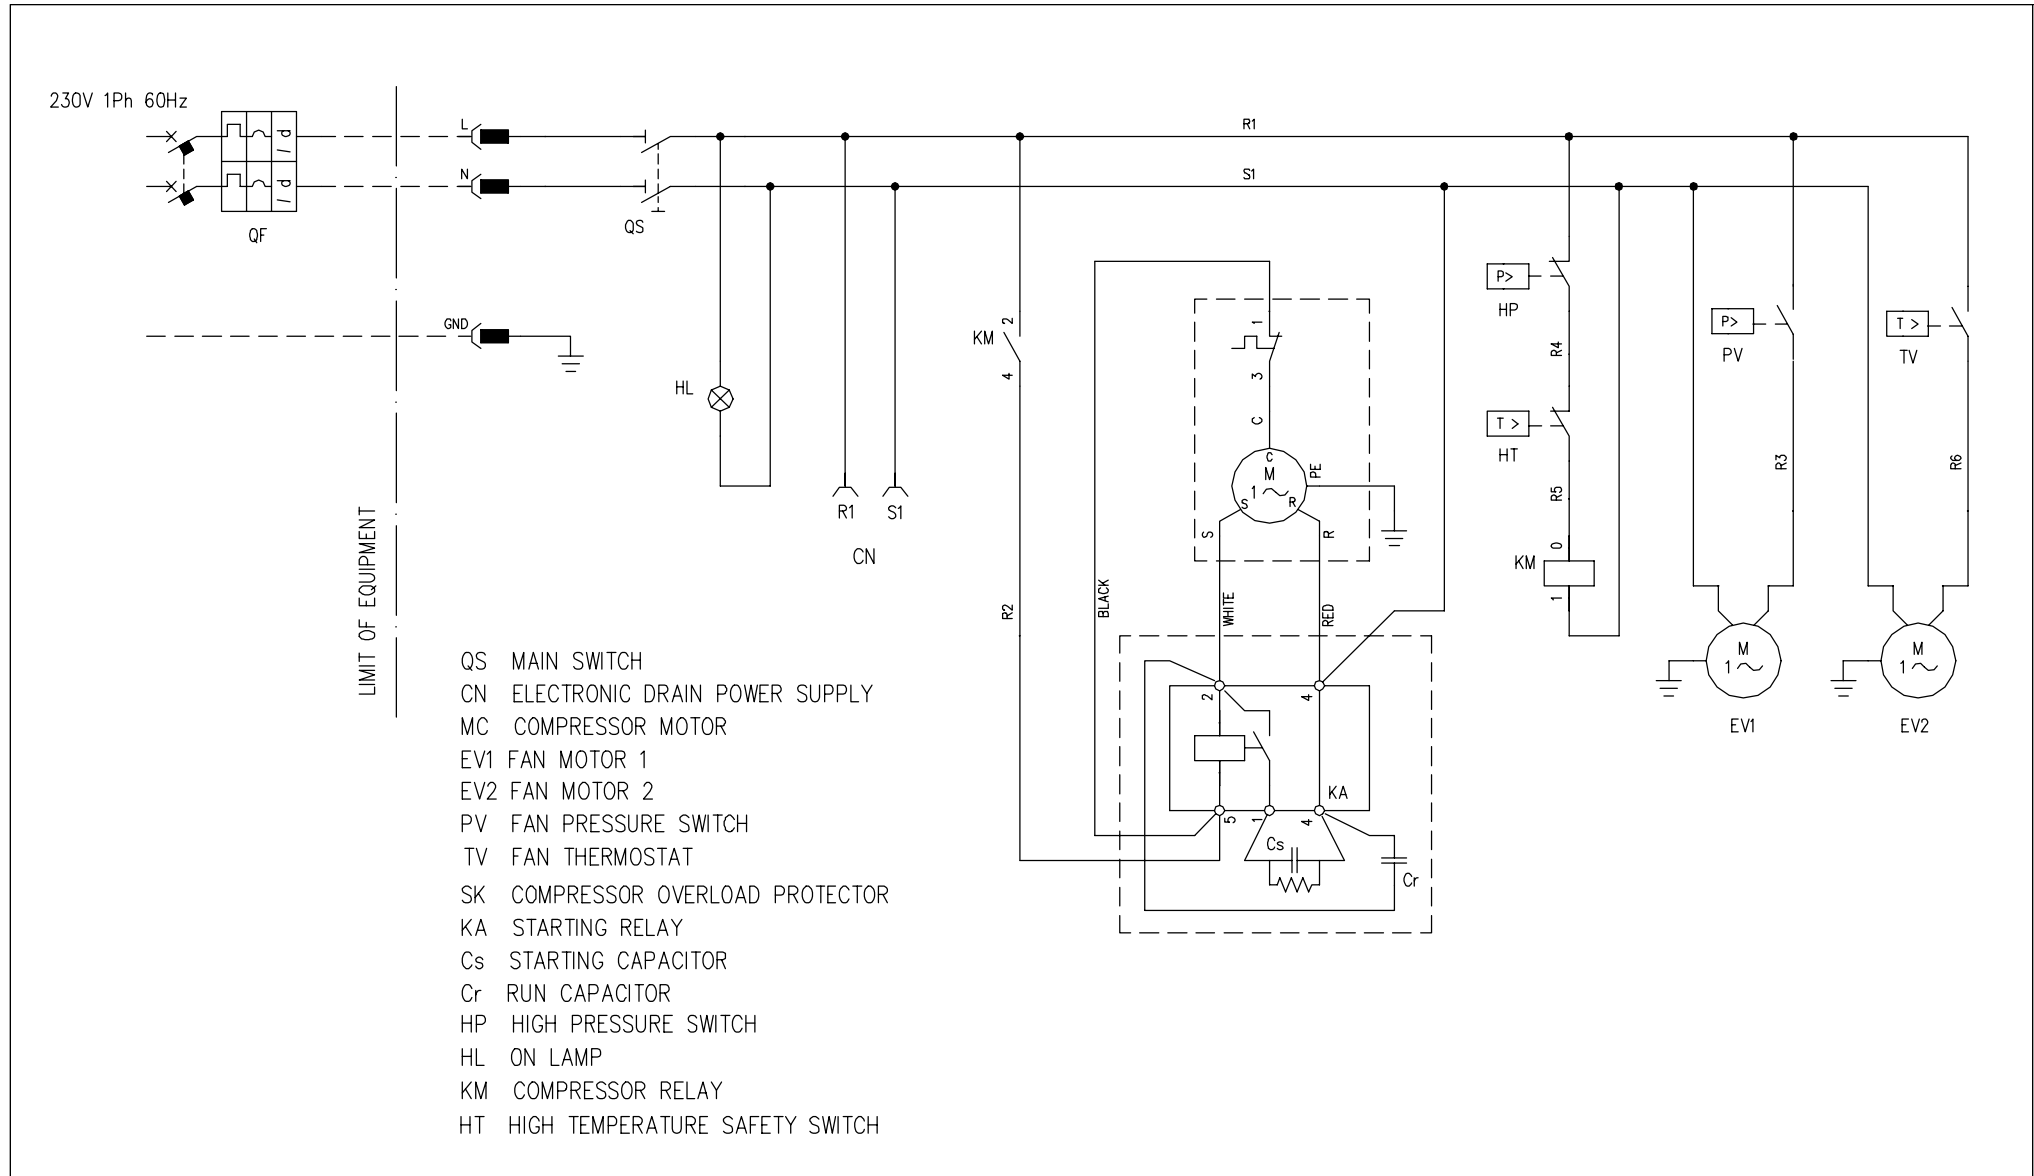 230V 1Ph 60Hz
L
N
QF
QS
R1
S1
GND
LIMIT OF EQUIPMENT
HL
R1 S1
CN
KM
2
4
R2
BLACK
1
3
C
C
M
1
S
R
PE
S
R
WHITE
RED
2
4
KA
5
1
4
Cs
Cr
P>
HP
R4
T >
HT
R5
KM
0
1
P>
PV
R3
T >
TV
R6
M
1
EV1
M
1
EV2
QS MAIN SWITCH
CN ELECTRONIC DRAIN POWER SUPPLY
MC COMPRESSOR MOTOR
EV1 FAN MOTOR 1
EV2 FAN MOTOR 2
PV FAN PRESSURE SWITCH
TV FAN THERMOSTAT
SK COMPRESSOR OVERLOAD PROTECTOR
KA STARTING RELAY
Cs STARTING CAPACITOR
Cr RUN CAPACITOR
HP HIGH PRESSURE SWITCH
HL ON LAMP
KM COMPRESSOR RELAY
HT HIGH TEMPERATURE SAFETY SWITCH